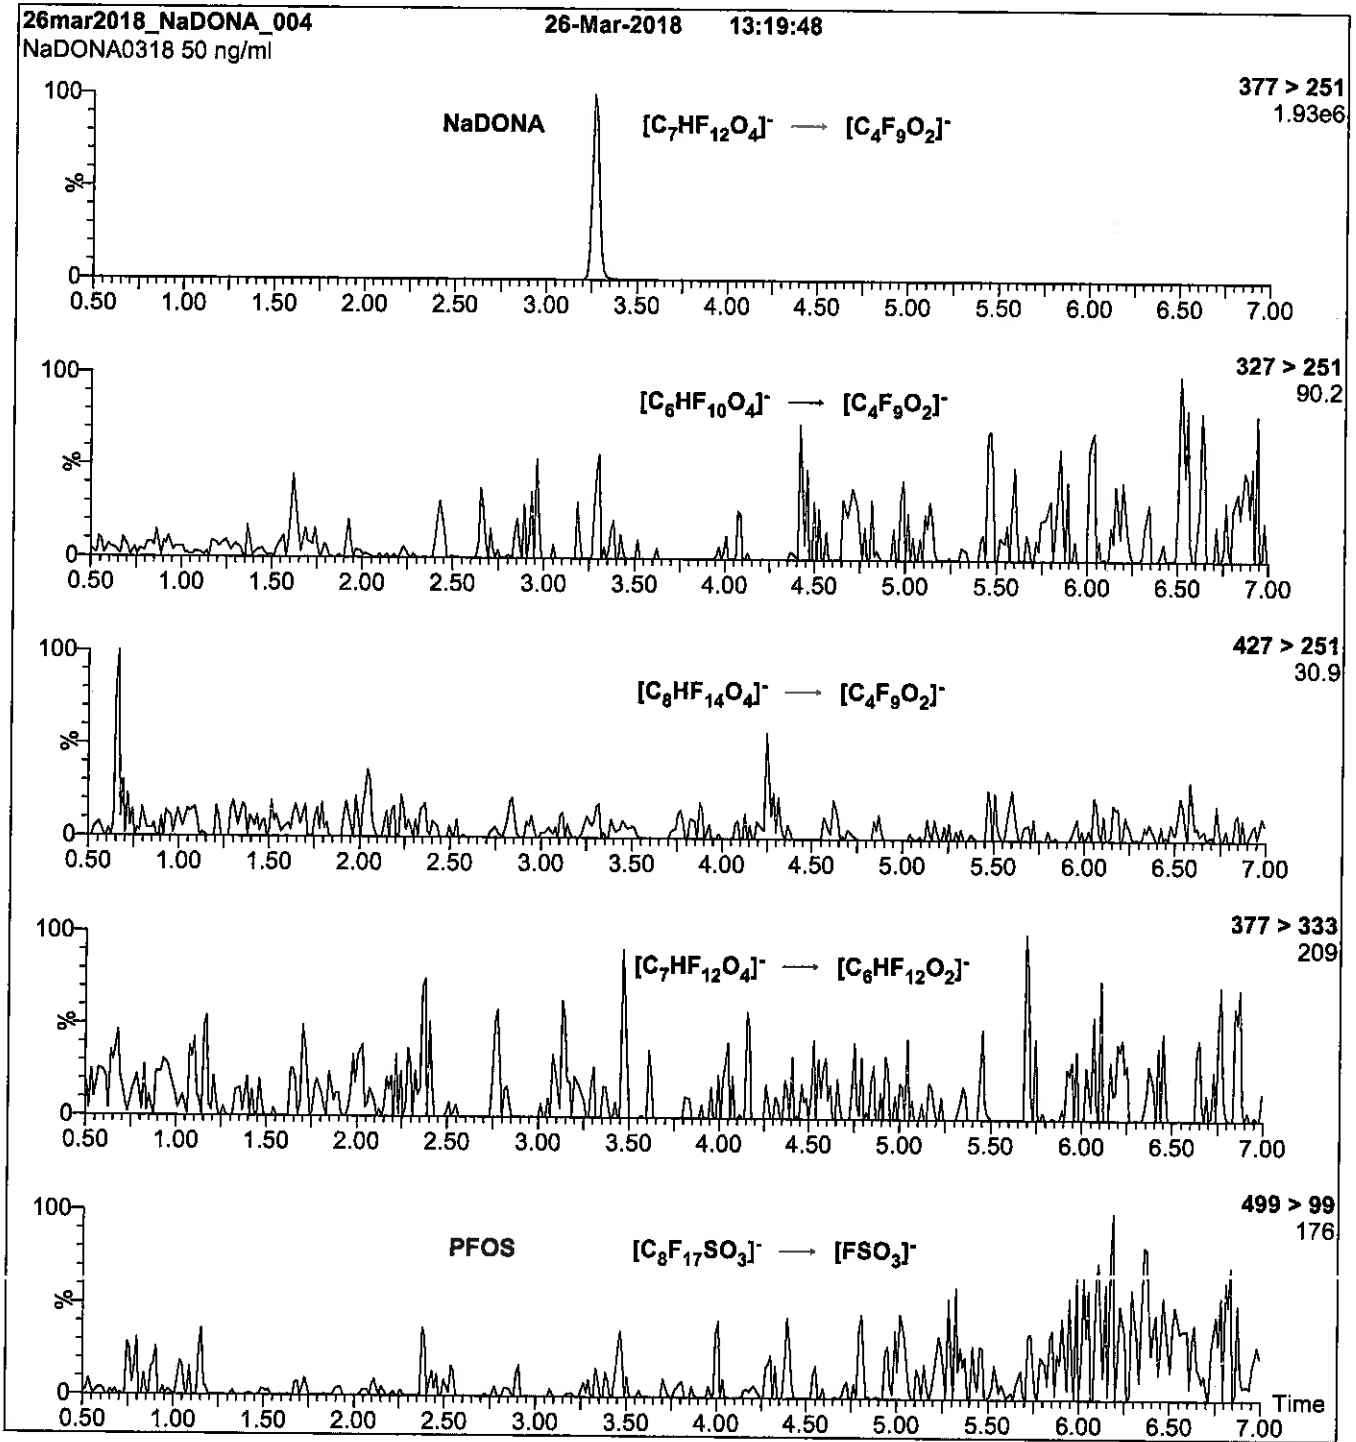 26mar2018_NaDONA_004 26-Mar-2018 13:19:48
NaDONA0318 50 ng/ml
377 > 251
1.93e6
100
%
0
NaDONA [C₇HF₁₂O₄]⁻ → [C₄F₉O₂]⁻
0.50 1.00 1.50 2.00 2.50 3.00 3.50 4.00 4.50 5.00 5.50 6.00 6.50 7.00
327 > 251
90.2
100
%
0
[C₆HF₁₀O₄]⁻ → [C₄F₉O₂]⁻
0.50 1.00 1.50 2.00 2.50 3.00 3.50 4.00 4.50 5.00 5.50 6.00 6.50 7.00
427 > 251
30.9
100
%
0
[C₈HF₁₄O₄]⁻ → [C₄F₉O₂]⁻
0.50 1.00 1.50 2.00 2.50 3.00 3.50 4.00 4.50 5.00 5.50 6.00 6.50 7.00
377 > 333
209
100
%
0
[C₇HF₁₂O₄]⁻ → [C₆HF₁₂O₂]⁻
0.50 1.00 1.50 2.00 2.50 3.00 3.50 4.00 4.50 5.00 5.50 6.00 6.50 7.00
499 > 99
176
100
%
0
PFOS [C₈F₁₇SO₃]⁻ → [FSO₃]⁻
Time
0.50 1.00 1.50 2.00 2.50 3.00 3.50 4.00 4.50 5.00 5.50 6.00 6.50 7.00